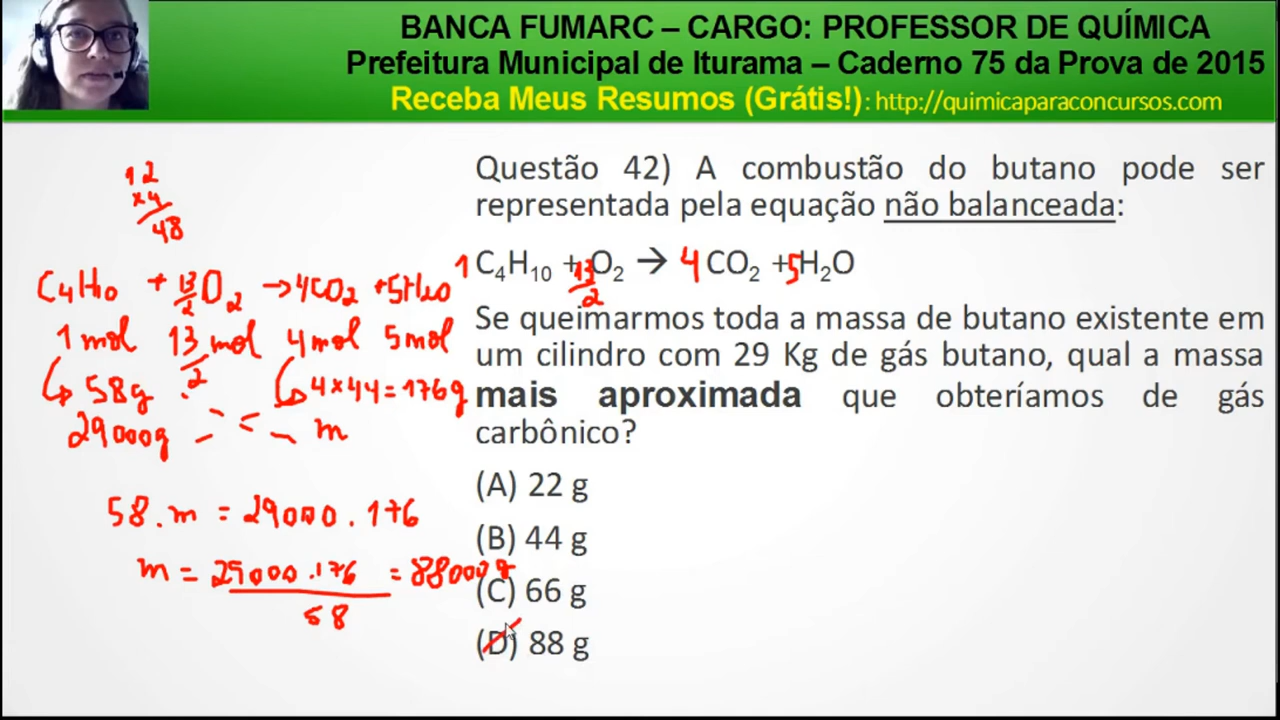 BANCA FUMARC – CARGO: PROFESSOR DE QUÍMICA
Prefeitura Municipal de Iturama – Caderno 75 da Prova de 2015
Receba Meus Resumos (Grátis!): http://quimicaparaconcursos.com
Questão 42) A combustão do butano pode ser
representada pela equação não balanceada:
1 C₄H₁₀ + 13/2 O₂ → 4 CO₂ + 5 H₂O
Se queimarmos toda a massa de butano existente em
um cilindro com 29 Kg de gás butano, qual a massa
mais aproximada que obteríamos de gás
carbônico?
(A) 22 g
(B) 44 g
(C) 66 g
(D) 88 g
12
x4
48
C4H10 + 13/2 O2 → 4CO2 + 5H2O
1 mol 13/2 mol 4 mol 5 mol
58g 4x44=176g
29000g m
58.m = 29000.176
m = 29000.176 = 88000g
58